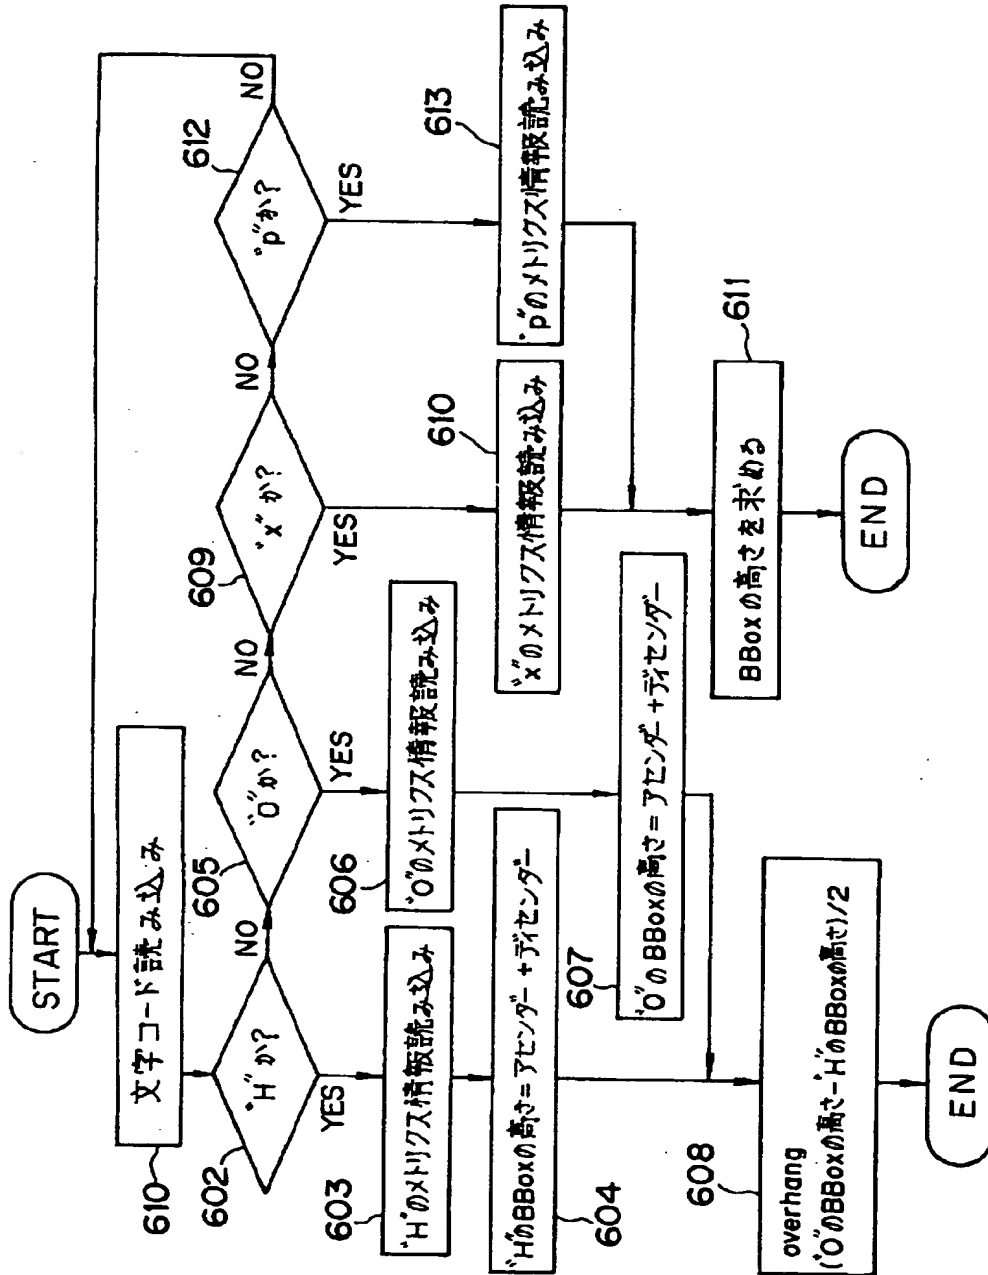 START
文字コード読み込み
610
"H"か?
602
NO
YES
"H"のメトリクス情報読み込み
603
"H"のBBoxの高さ=アセンダー+ディセンダー
604
"O"か?
605
NO
YES
"O"のメトリクス情報読み込み
606
"O"のBBoxの高さ=アセンダー+ディセンダー
607
overhang
("O"のBBoxの高さ-"H"のBBoxの高さ)/2
608
END
"x"か?
609
NO
YES
"x"のメトリクス情報読み込み
610
"p"か?
612
NO
YES
"p"のメトリクス情報読み込み
613
BBoxの高さを求める
611
END